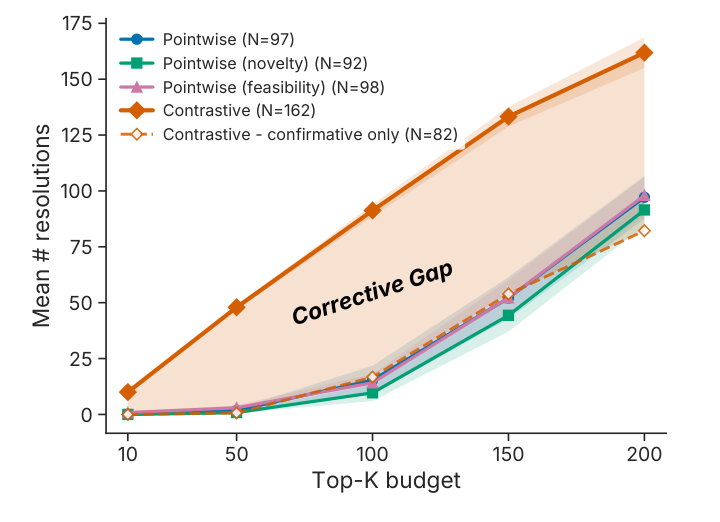 175
150
125
100
75
50
25
0
Mean # resolutions
Pointwise (N=97)
Pointwise (novelty) (N=92)
Pointwise (feasibility) (N=98)
Contrastive (N=162)
Contrastive - confirmative only (N=82)
Corrective Gap
10 50 100 150 200
Top-K budget